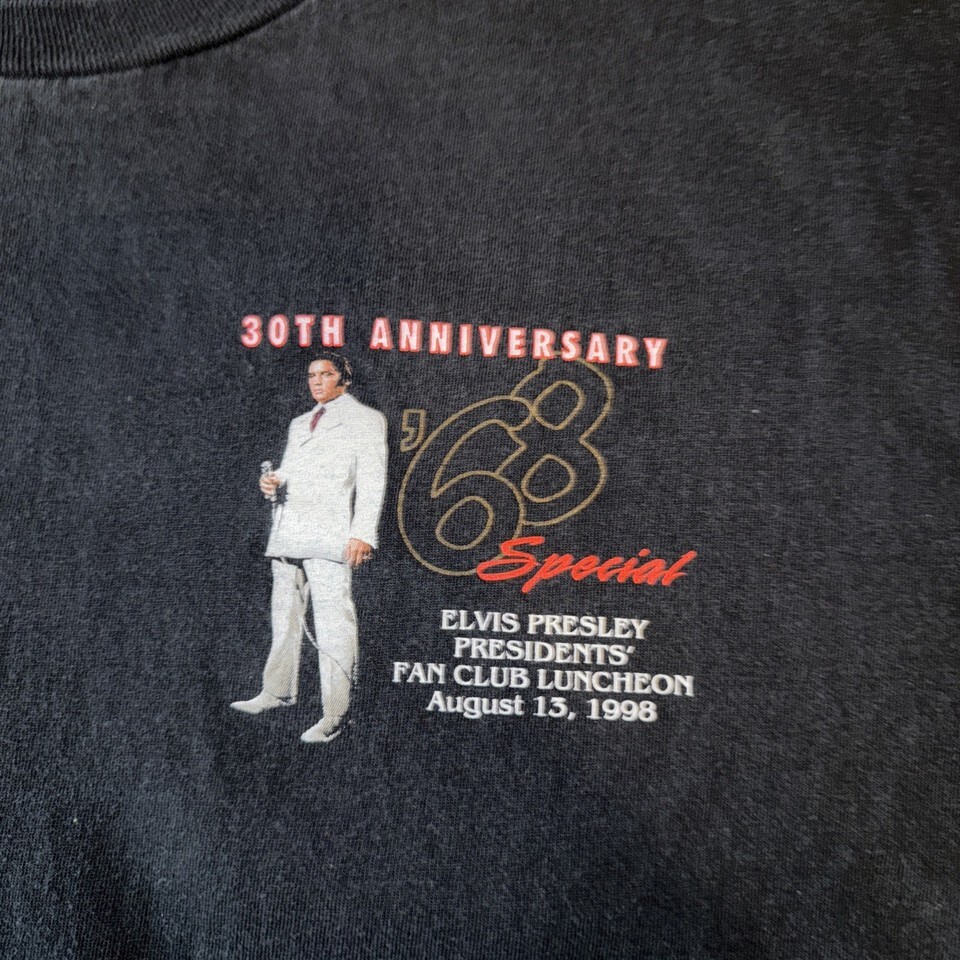 30TH ANNIVERSARY
'68
Special
ELVIS PRESLEY
PRESIDENTS'
FAN CLUB LUNCHEON
August 13, 1998